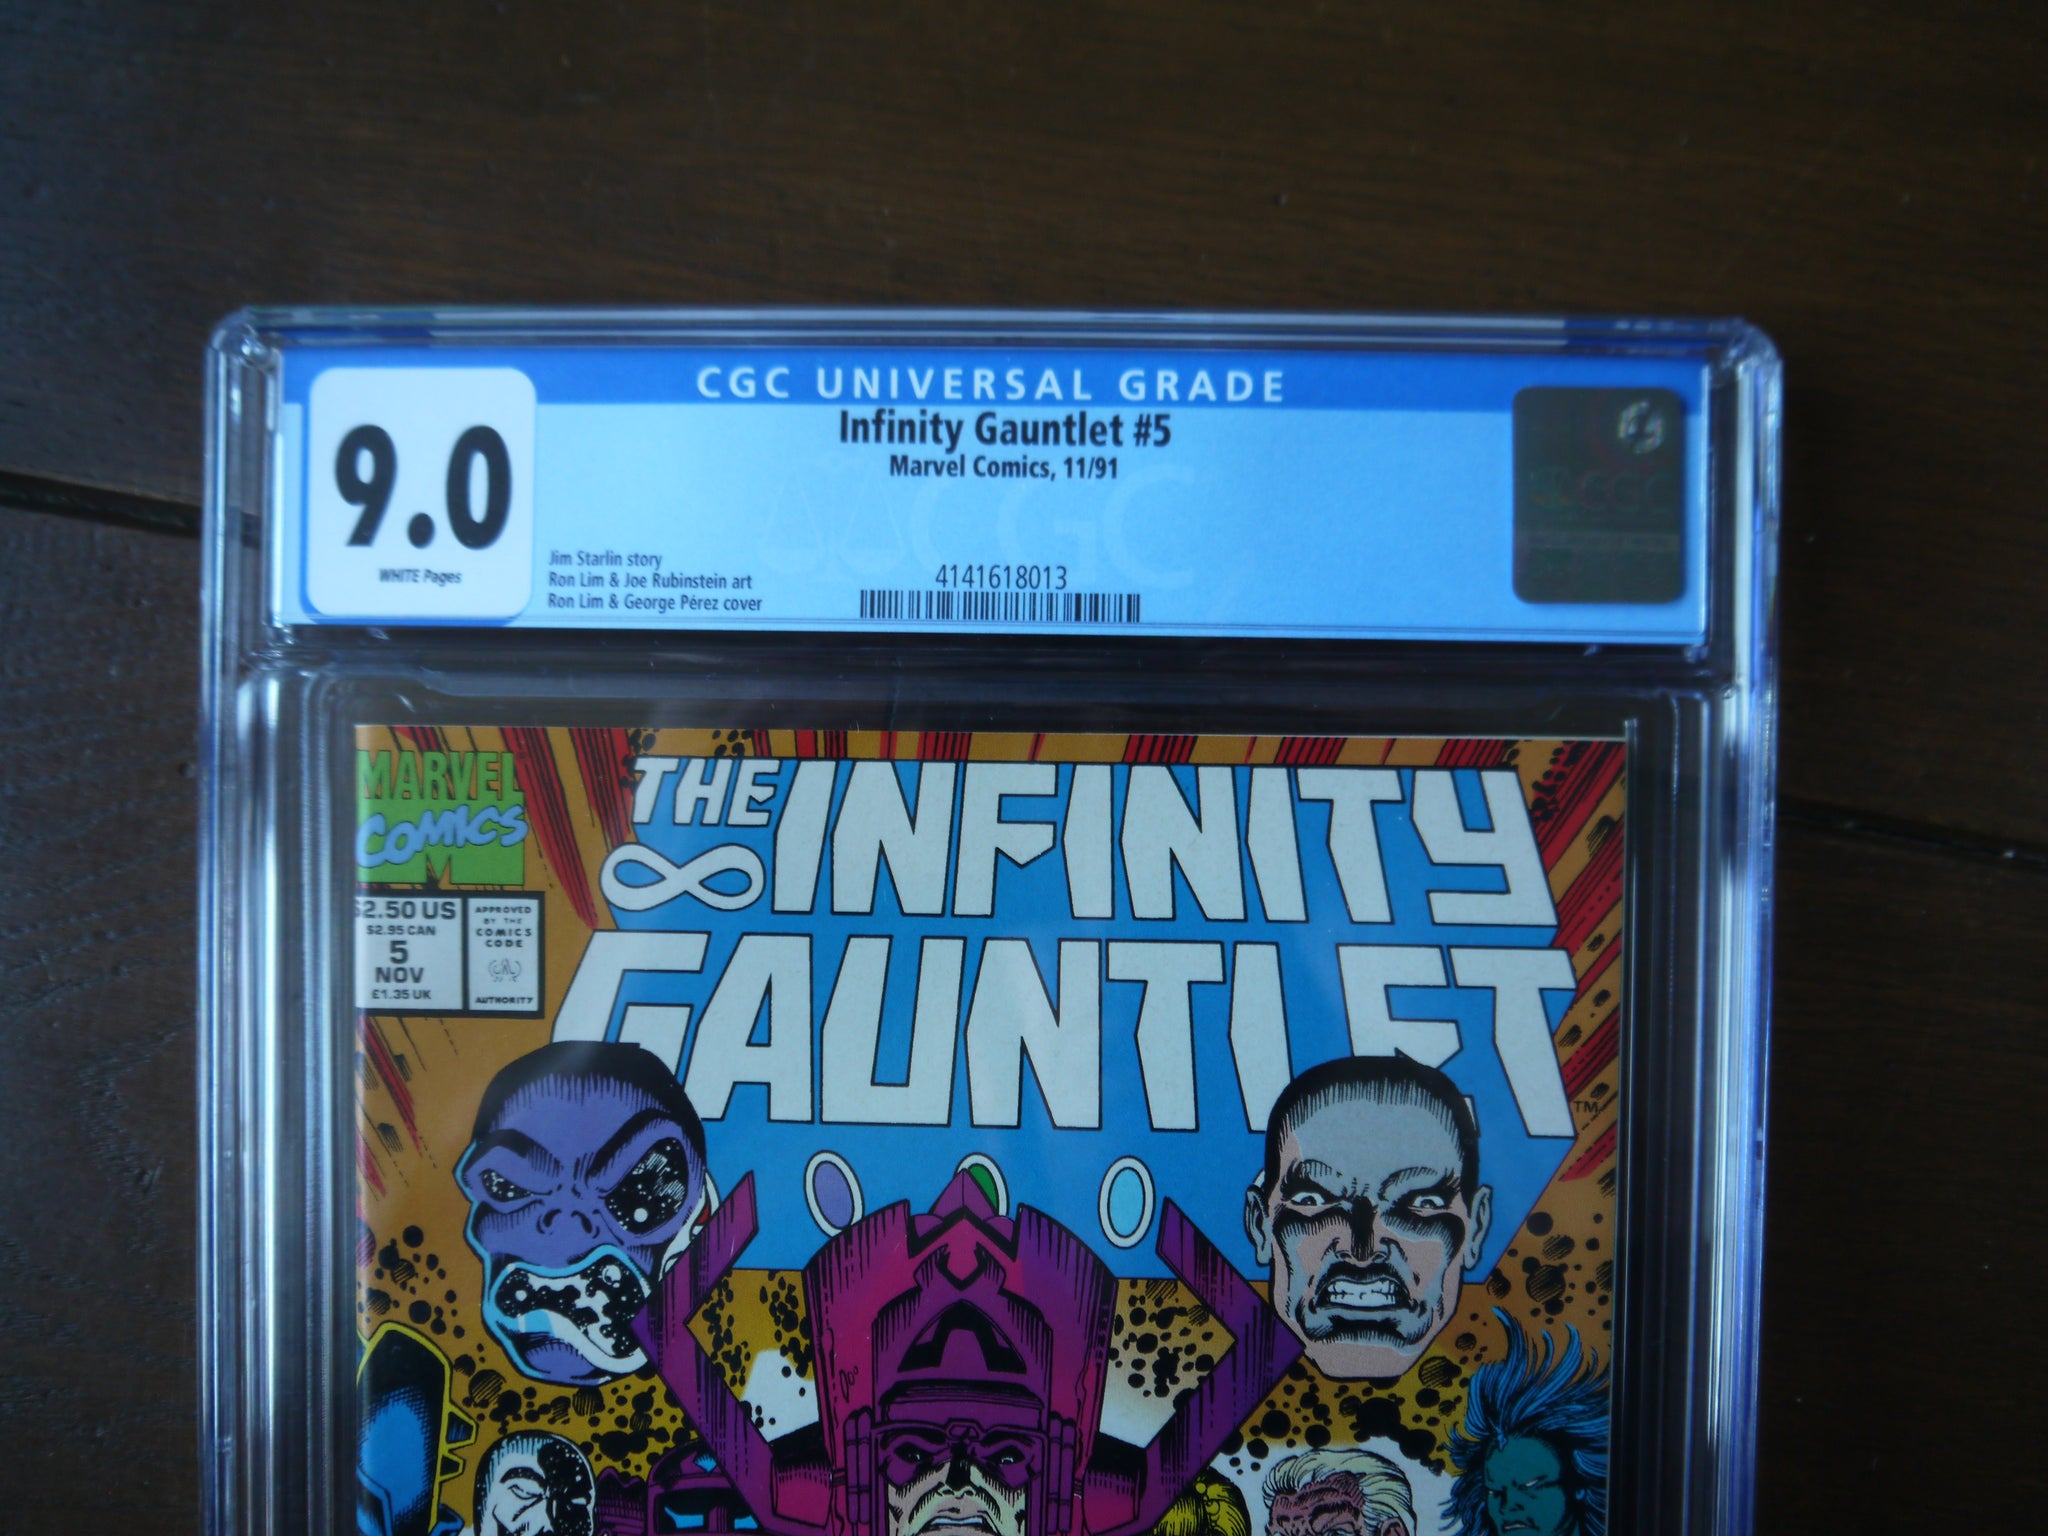 CGC UNIVERSAL GRADE
9.0
WHITE Pages
Infinity Gauntlet #5
Marvel Comics, 11/91
Jim Starlin story
Ron Lim & Joe Rubinstein art
Ron Lim & George Pérez cover
4141618013
CGC
CGC
MARVEL
COMICS
M
$2.50 US
$2.95 CAN
5
NOV
£1.35 UK
APPROVED
BY THE
COMICS
CODE
AUTHORITY
THE INFINITY
GAUNTLET
TM